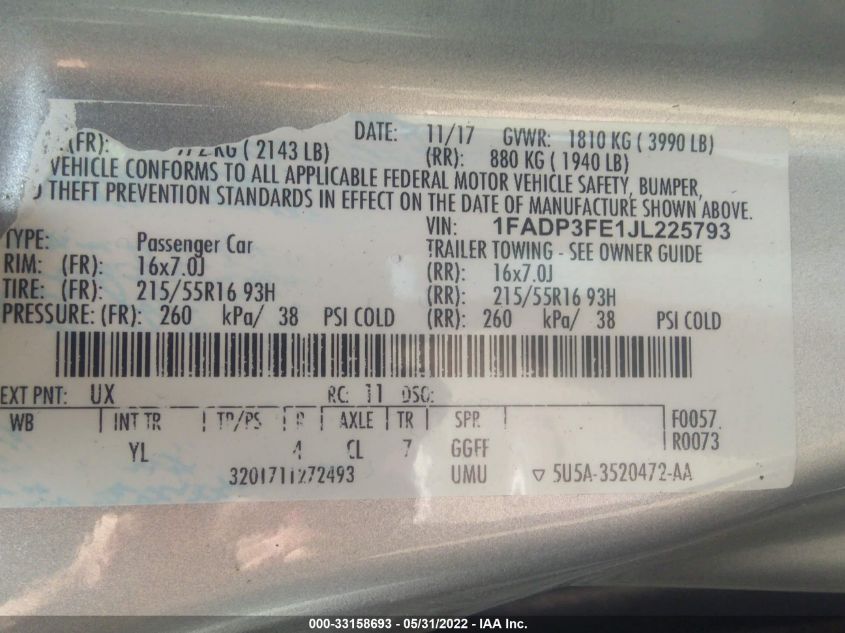 DATE: 11/17 GVWR: 1810 KG ( 3990 LB)
(FR): KG ( 2143 LB) (RR): 880 KG ( 1940 LB)
VEHICLE CONFORMS TO ALL APPLICABLE FEDERAL MOTOR VEHICLE SAFETY, BUMPER,
THEFT PREVENTION STANDARDS IN EFFECT ON THE DATE OF MANUFACTURE SHOWN ABOVE.
VIN: 1FADP3FE1JL225793
TYPE: Passenger Car TRAILER TOWING - SEE OWNER GUIDE
RIM: (FR): 16x7.0J (RR): 16x7.0J
TIRE: (FR): 215/55R16 93H (RR): 215/55R16 93H
PRESSURE: (FR): 260 kPa/ 38 PSI COLD (RR): 260 kPa/ 38 PSI COLD
EXT PNT: UX RC: 11 DSO:
WB INT TR TP/PS R AXLE TR SPR F0057
YL 4 CL 7 GGFF R0073
3201711272493 UMU ▽ 5U5A-3520472-AA
000-33158693 - 05/31/2022 - IAA Inc.